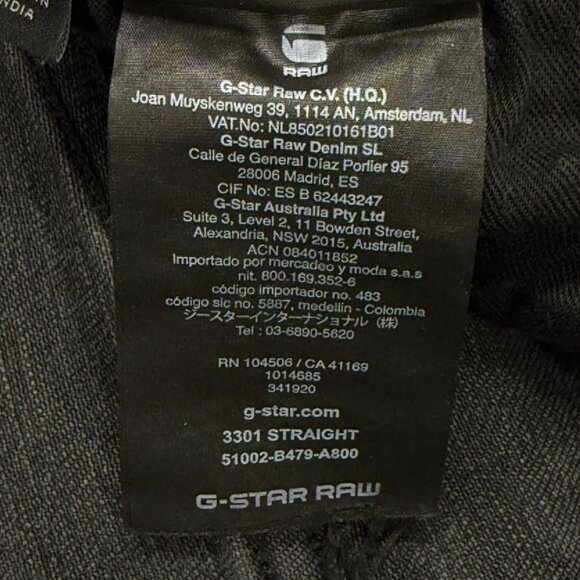 INDIA
RAW
G-Star Raw C.V. (H.Q.)
Joan Muyskenweg 39, 1114 AN, Amsterdam, NL
VAT.No: NL850210161B01
G-Star Raw Denim SL
Calle de General Díaz Porlier 95
28006 Madrid, ES
CIF No: ES B 62443247
G-Star Australia Pty Ltd
Suite 3, Level 2, 11 Bowden Street,
Alexandria, NSW 2015, Australia
ACN 084011852
Importado por mercadeo y moda s.a.s
nit. 800.169.352-6
código importador no. 483
código sic no. 5887, medellin - Colombia
ジースターインターナショナル (株)
Tel : 03-6890-5620
RN 104506 / CA 41169
1014685
341920
g-star.com
3301 STRAIGHT
51002-B479-A800
G-STAR RAW